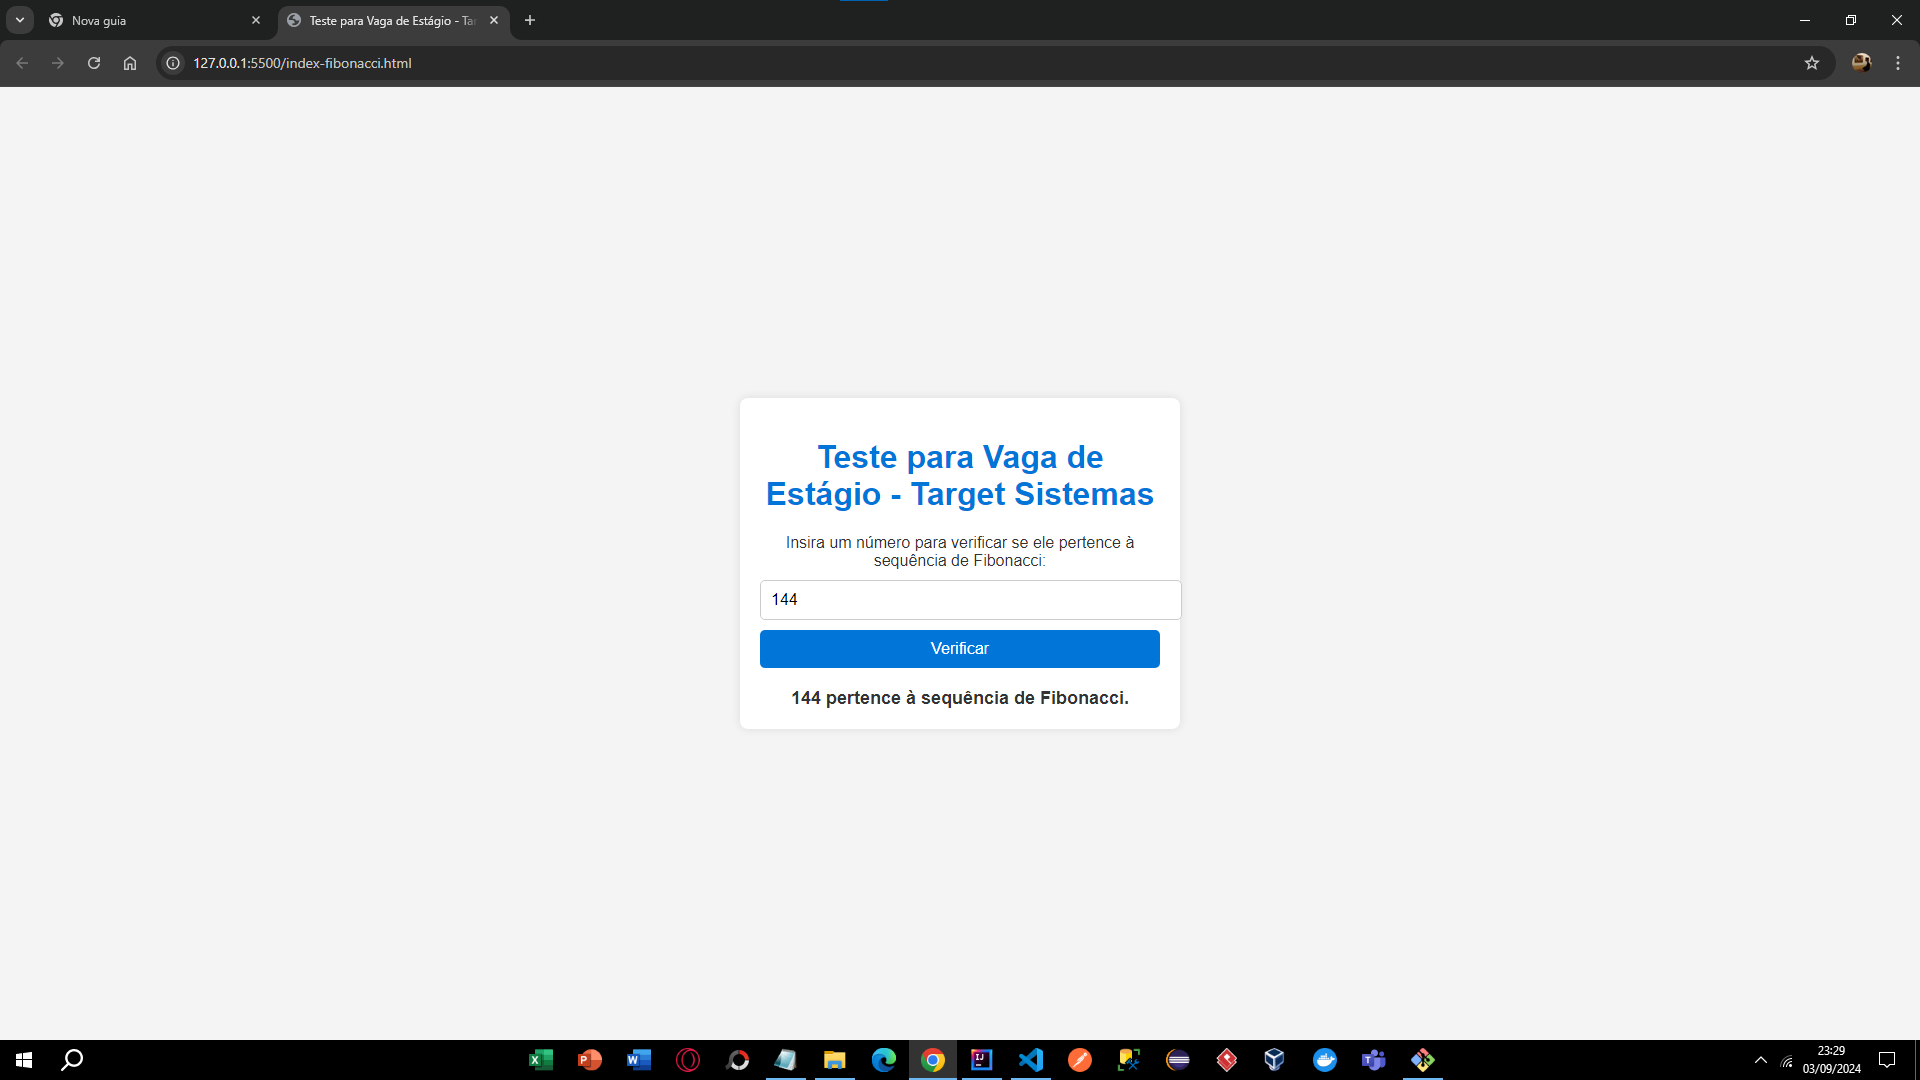 Nova guia
Teste para Vaga de Estágio - Ta
127.0.0.1:5500/index-fibonacci.html
Teste para Vaga de
Estágio - Target Sistemas
Insira um número para verificar se ele pertence à
sequência de Fibonacci:
144
Verificar
144 pertence à sequência de Fibonacci.
23:29
03/09/2024